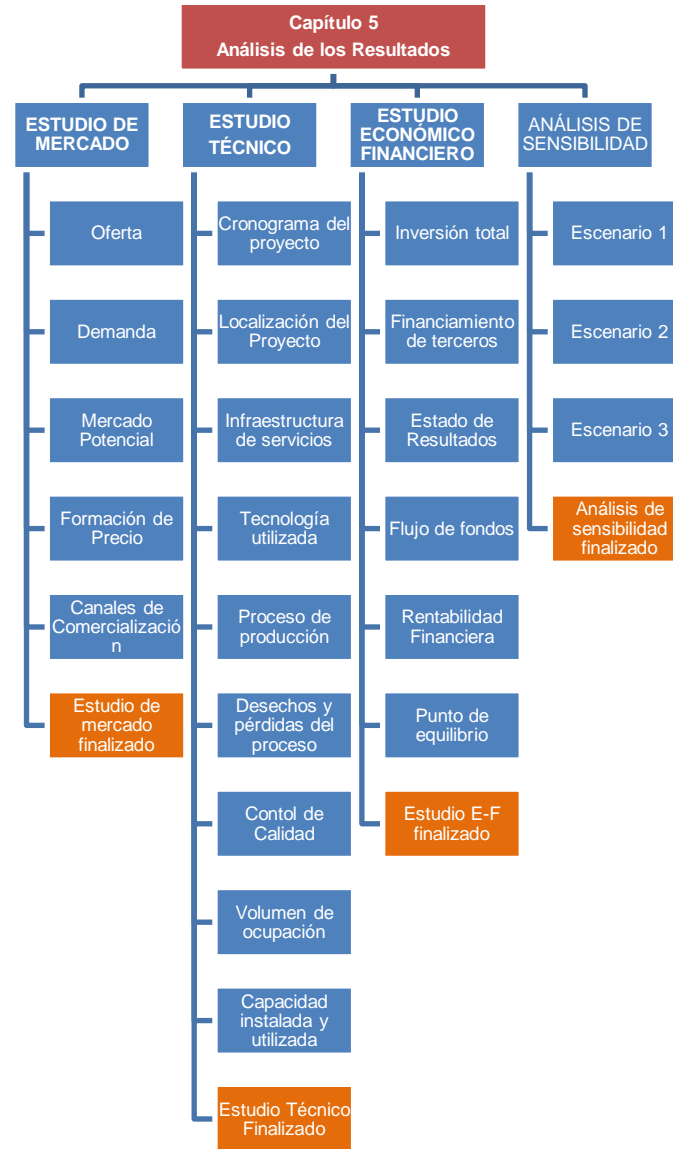 Capítulo 5
Análisis de los Resultados
ESTUDIO DE
MERCADO
Oferta
Demanda
Mercado
Potencial
Formación de
Precio
Canales de
Comercializació
n
Estudio de
mercado
finalizado
ESTUDIO
TÉCNICO
Cronograma del
proyecto
Localización del
Proyecto
Infraestructura
de servicios
Tecnología
utilizada
Proceso de
producción
Desechos y
pérdidas del
proceso
Contol de
Calidad
Volumen de
ocupación
Capacidad
instalada y
utilizada
Estudio Técnico
Finalizado
ESTUDIO
ECONÓMICO
FINANCIERO
Inversión total
Financiamiento
de terceros
Estado de
Resultados
Flujo de fondos
Rentabilidad
Financiera
Punto de
equilibrio
Estudio E-F
finalizado
ANÁLISIS DE
SENSIBILIDAD
Escenario 1
Escenario 2
Escenario 3
Análisis de
sensibilidad
finalizado